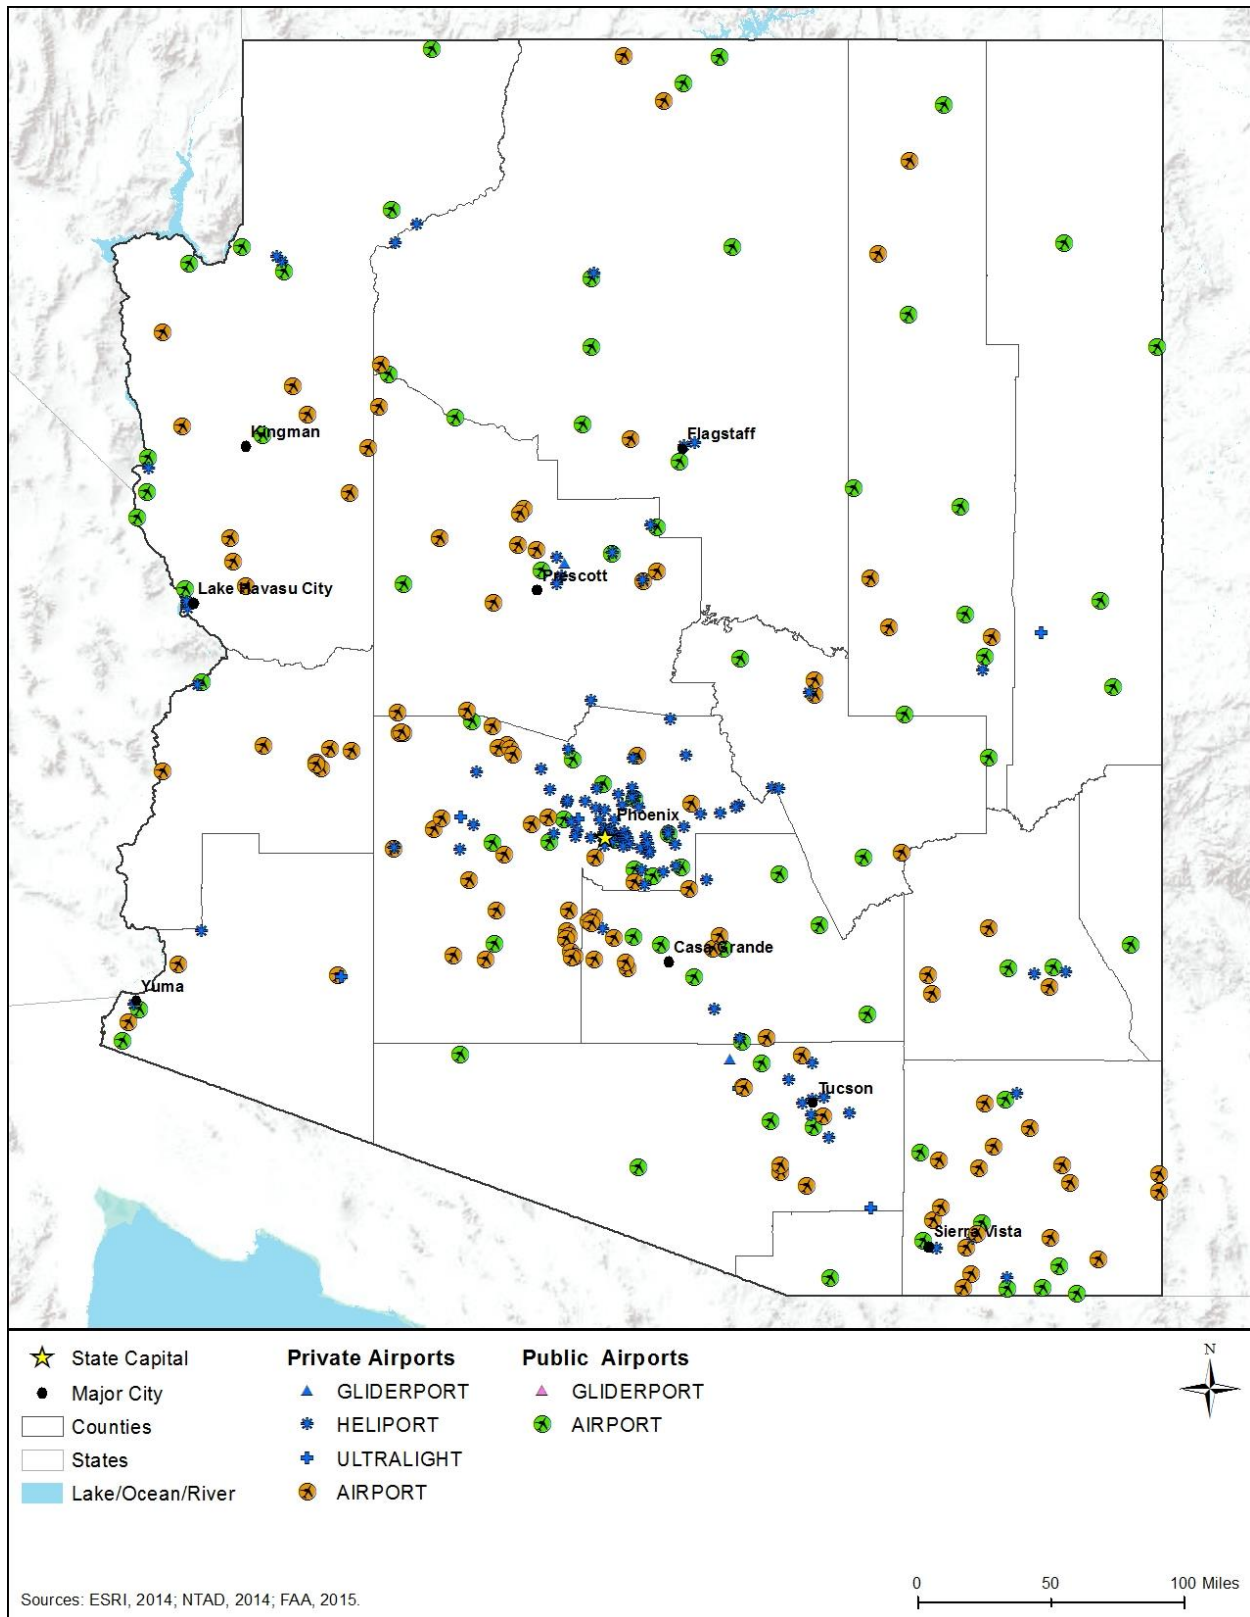 Kingman
Flagstaff
Prescott
Lake Havasu City
Phoenix
Casa Grande
Yuma
Tucson
Sierra Vista
State Capital
Major City
Counties
States
Lake/Ocean/River
Private Airports
GLIDERPORT
HELIPORT
ULTRALIGHT
AIRPORT
Public Airports
GLIDERPORT
AIRPORT
N
0 50 100 Miles
Sources: ESRI, 2014; NTAD, 2014; FAA, 2015.